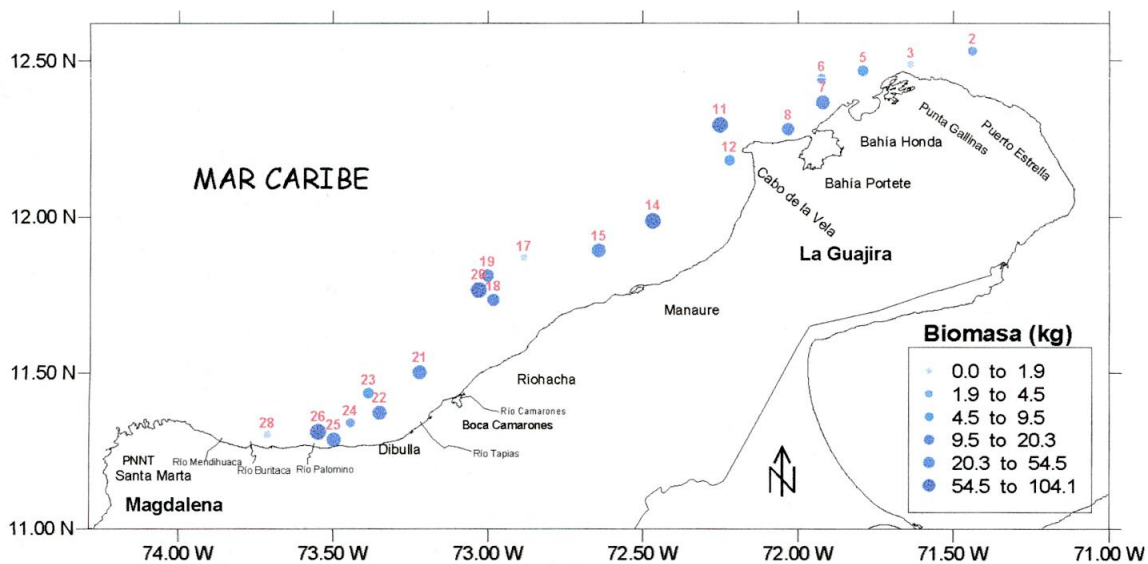 12.50 N
12.00 N
11.50 N
11.00 N
2
3
5
6
7
8
11
12
14
15
17
19
20
18
21
23
22
24
26
25
28
MAR CARIBE
Punta Gallinas
Puerto Estrella
Bahía Honda
Bahía Portete
Cabo de la Vela
La Guajira
Manaure
Riohacha
Río Camarones
Boca Camarones
Río Tapias
Dibulla
PNNT
Santa Marta
Río Mendihuaca
Río Buritaca
Río Palomino
Magdalena
N
Biomasa (kg)
0.0 to 1.9
1.9 to 4.5
4.5 to 9.5
9.5 to 20.3
20.3 to 54.5
54.5 to 104.1
74.00 W
73.50 W
73.00 W
72.50 W
72.00 W
71.50 W
71.00 W